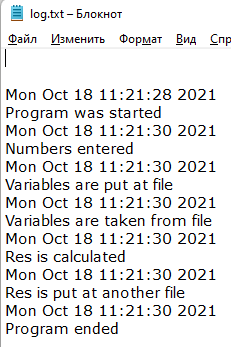 log.txt – Блокнот
Файл Изменить Формат Вид
Mon Oct 18 11:21:28 2021
Program was started
Mon Oct 18 11:21:30 2021
Numbers entered
Mon Oct 18 11:21:30 2021
Variables are put at file
Mon Oct 18 11:21:30 2021
Variables are taken from file
Mon Oct 18 11:21:30 2021
Res is calculated
Mon Oct 18 11:21:30 2021
Res is put at another file
Mon Oct 18 11:21:30 2021
Program ended